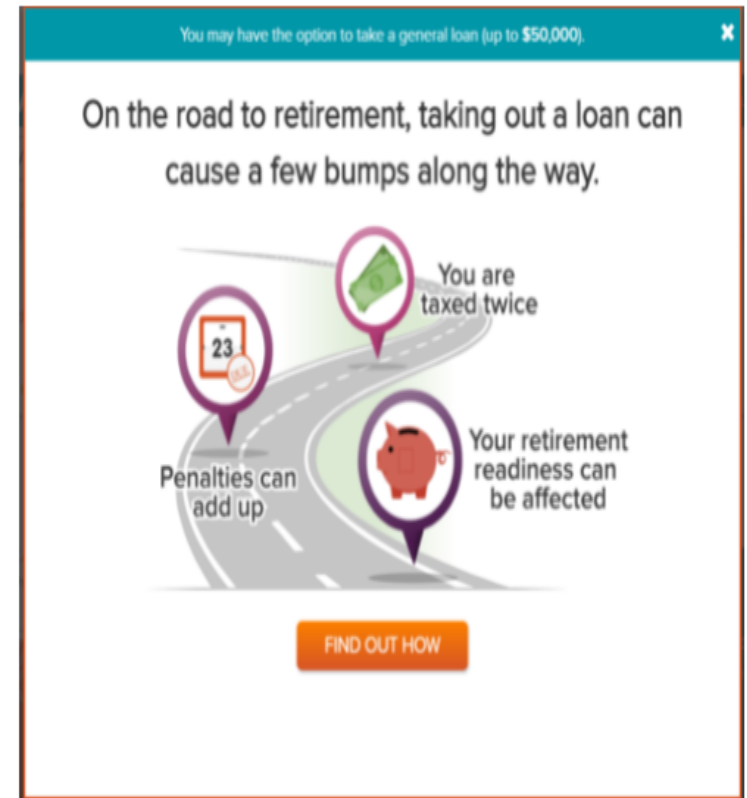 You may have the option to take a general loan (up to $50,000).
On the road to retirement, taking out a loan can
cause a few bumps along the way.
You are
taxed twice
23
Penalties can
add up
Your retirement
readiness can
be affected
FIND OUT HOW